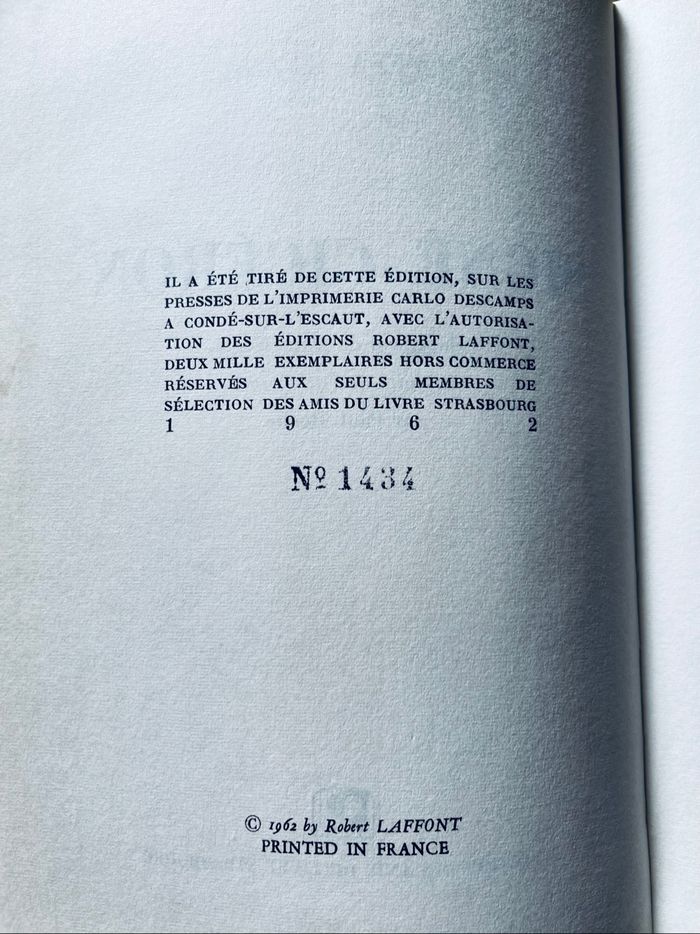 IL A ÉTÉ TIRÉ DE CETTE ÉDITION, SUR LES
PRESSES DE L'IMPRIMERIE CARLO DESCAMPS
A CONDÉ-SUR-L'ESCAUT, AVEC L'AUTORISA-
TION DES ÉDITIONS ROBERT LAFFONT,
DEUX MILLE EXEMPLAIRES HORS COMMERCE
RÉSERVÉS AUX SEULS MEMBRES DE
SÉLECTION DES AMIS DU LIVRE STRASBOURG
1 9 6 2
Nº 1434
© 1962 by Robert LAFFONT
PRINTED IN FRANCE